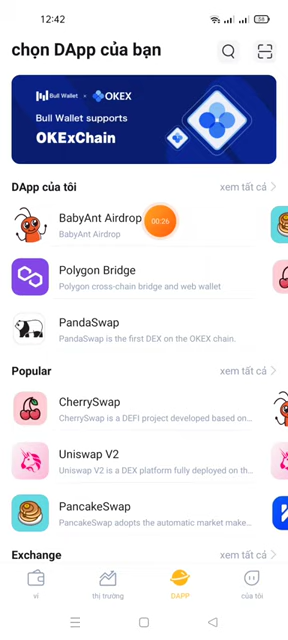 12:42
54
chọn DApp của bạn
Bull Wallet + OKEX
Bull Wallet supports
OKExChain
DApp của tôi
xem tất cả >
BabyAnt Airdrop
00:26
BabyAnt Airdrop
Polygon Bridge
Polygon cross-chain bridge and web wallet
PandaSwap
PandaSwap is the first DEX on the OKEX chain.
Popular
xem tất cả >
CherrySwap
CherrySwap is a DEFI project developed based on...
Uniswap V2
Uniswap V2 is a DEX platform fully deployed on th...
PancakeSwap
PancakeSwap adopts the automatic market make...
Exchange
xem tất cả >
ví
thị trường
DAPP
của tôi